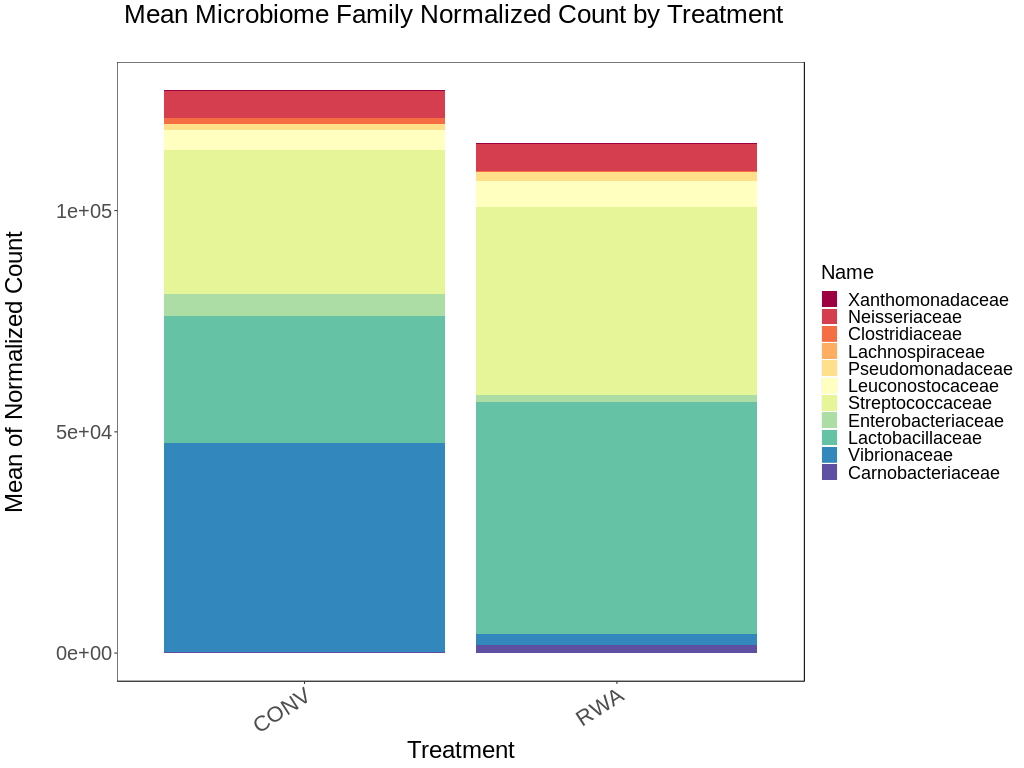 Mean Microbiome Family Normalized Count by Treatment
Mean of Normalized Count
1e+05
5e+04
0e+00
CONV
RWA
Treatment
Name
Xanthomonadaceae
Neisseriaceae
Clostridiaceae
Lachnospiraceae
Pseudomonadaceae
Leuconostocaceae
Streptococcaceae
Enterobacteriaceae
Lactobacillaceae
Vibrionaceae
Carnobacteriaceae